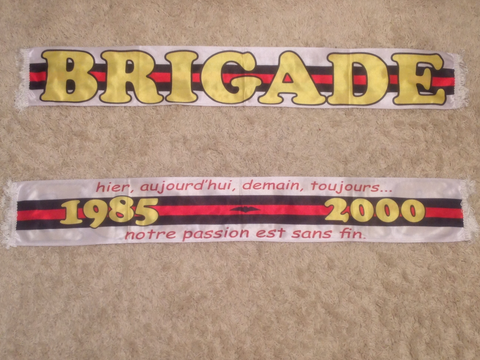 BRIGADE
hier, aujourd'hui, demain, toujours...
1985 2000
notre passion est sans fin.